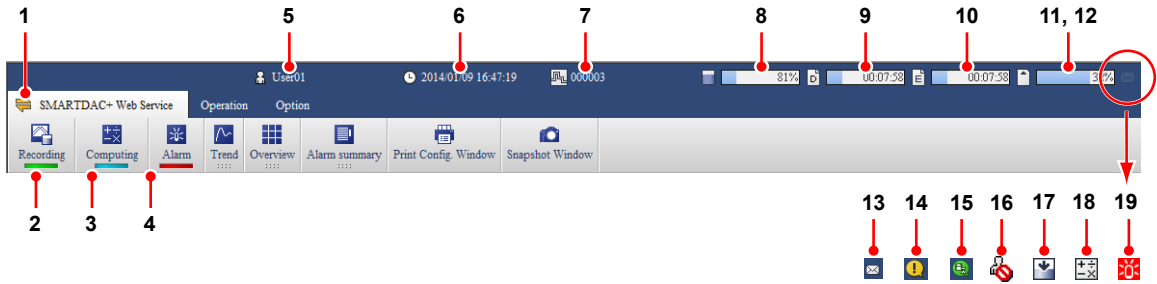 1 5 6 7 8 9 10 11, 12
User01 2014/01/09 16:47:19 000003 81% D 00:07:58 E 00:07:58
SMARTDAC+ Web Service Operation Option
Recording Computing Alarm Trend Overview Alarm summary Print Config. Window Snapshot Window
2 3 4
13 14 15 16 17 18 19